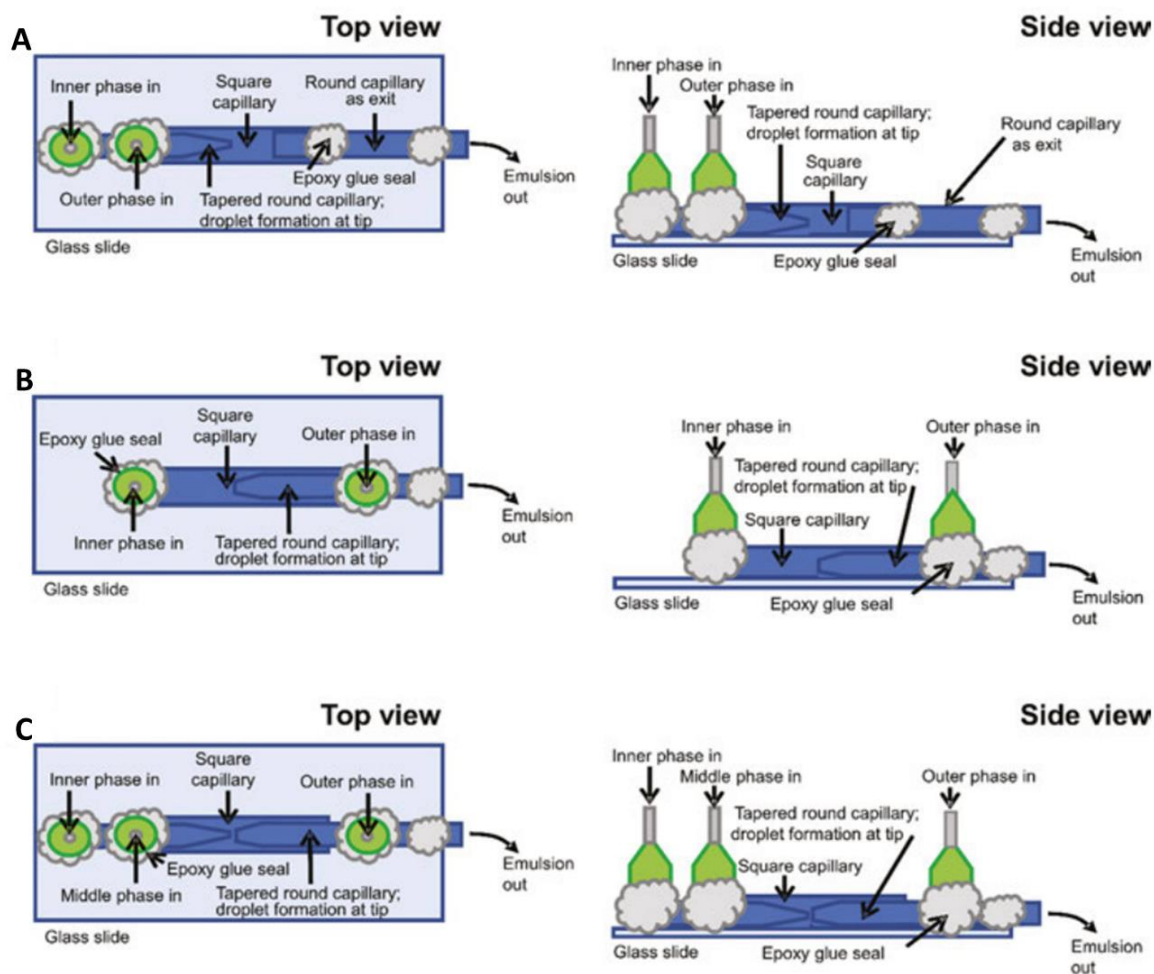 A
Top view
Inner phase in
Square
capillary
Round capillary
as exit
Outer phase in
Tapered round capillary;
droplet formation at tip
Epoxy glue seal
Emulsion
out
Glass slide
Side view
Inner phase in
Outer phase in
Tapered round capillary;
droplet formation at tip
Square
capillary
Round capillary
as exit
Glass slide
Epoxy glue seal
Emulsion
out
B
Top view
Epoxy glue seal
Square
capillary
Outer phase in
Inner phase in
Tapered round capillary;
droplet formation at tip
Emulsion
out
Glass slide
Side view
Inner phase in
Outer phase in
Tapered round capillary;
droplet formation at tip
Square capillary
Glass slide
Epoxy glue seal
Emulsion
out
C
Top view
Inner phase in
Square
capillary
Outer phase in
Epoxy glue seal
Middle phase in
Tapered round capillary;
droplet formation at tip
Emulsion
out
Glass slide
Side view
Inner phase in
Middle phase in
Outer phase in
Tapered round capillary;
droplet formation at tip
Square capillary
Glass slide
Epoxy glue seal
Emulsion
out